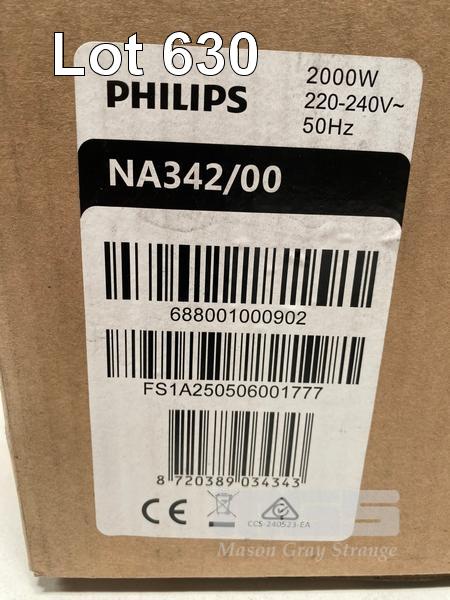 Lot 630
PHILIPS
2000W
220-240V~
50Hz
NA342/00
688001000902
FS1A250506001777
8 720389 034343
CE
CCS-240523-EA
Mason Gray Strange